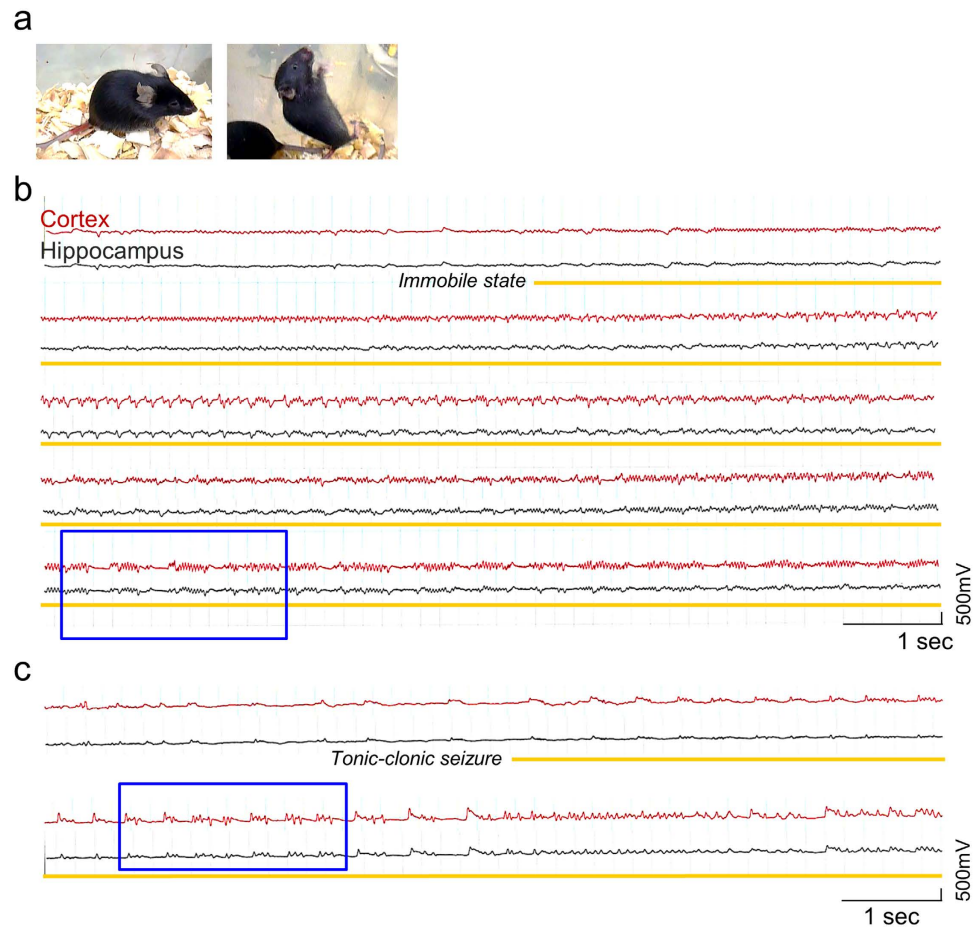 a
b
Cortex
Hippocampus
Immobile state
500mV
1 sec
c
Tonic-clonic seizure
500mV
1 sec